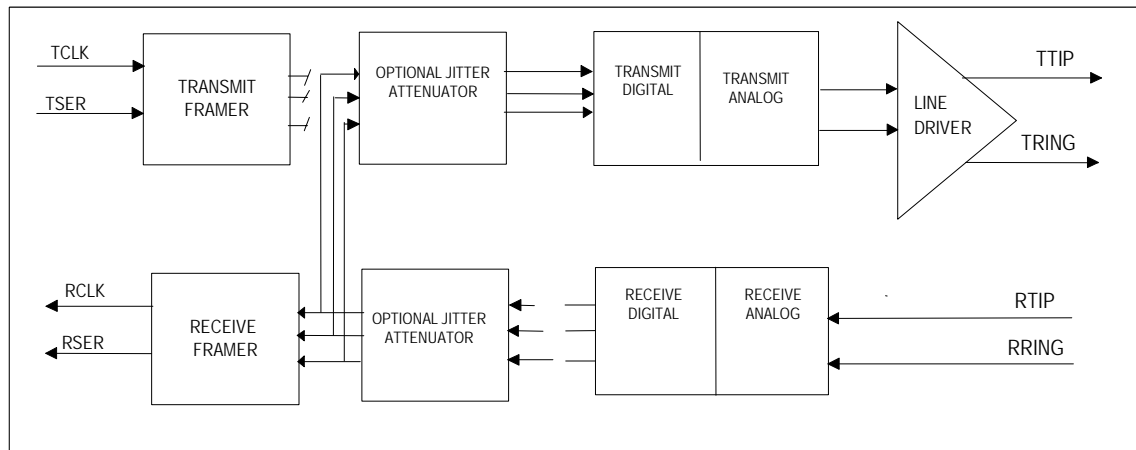 TCLK
TSER
TRANSMIT
FRAMER
OPTIONAL JITTER
ATTENUATOR
TRANSMIT
DIGITAL
TRANSMIT
ANALOG
LINE
DRIVER
TTIP
TRING
RCLK
RSER
RECEIVE
FRAMER
OPTIONAL JITTER
ATTENUATOR
RECEIVE
DIGITAL
RECEIVE
ANALOG
RTIP
RRING